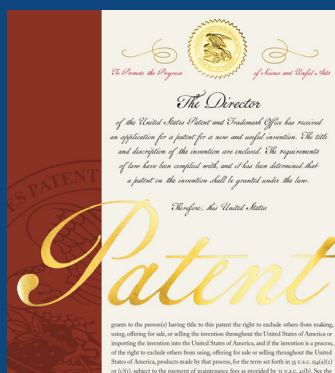 To Promote the Progress of Science and Useful Arts
The Director
of the United States Patent and Trademark Office has received
an application for a patent for a new and useful invention. The title
and description of the invention are enclosed. The requirements
of law have been complied with, and it has been determined that
a patent on the invention shall be granted under the law.
Therefore, this United States
PATENT
Patent
grants to the person(s) having title to this patent the right to exclude others from making,
using, offering for sale, or selling the invention throughout the United States of America or
importing the invention into the United States of America, and if the invention is a process,
of the right to exclude others from using, offering for sale or selling throughout the United
States of America, products made by that process, for the term set forth in 35 U.S.C. 154(a)(2)
or (c)(1), subject to the payment of maintenance fees as provided by 35 U.S.C. 41(b). See the